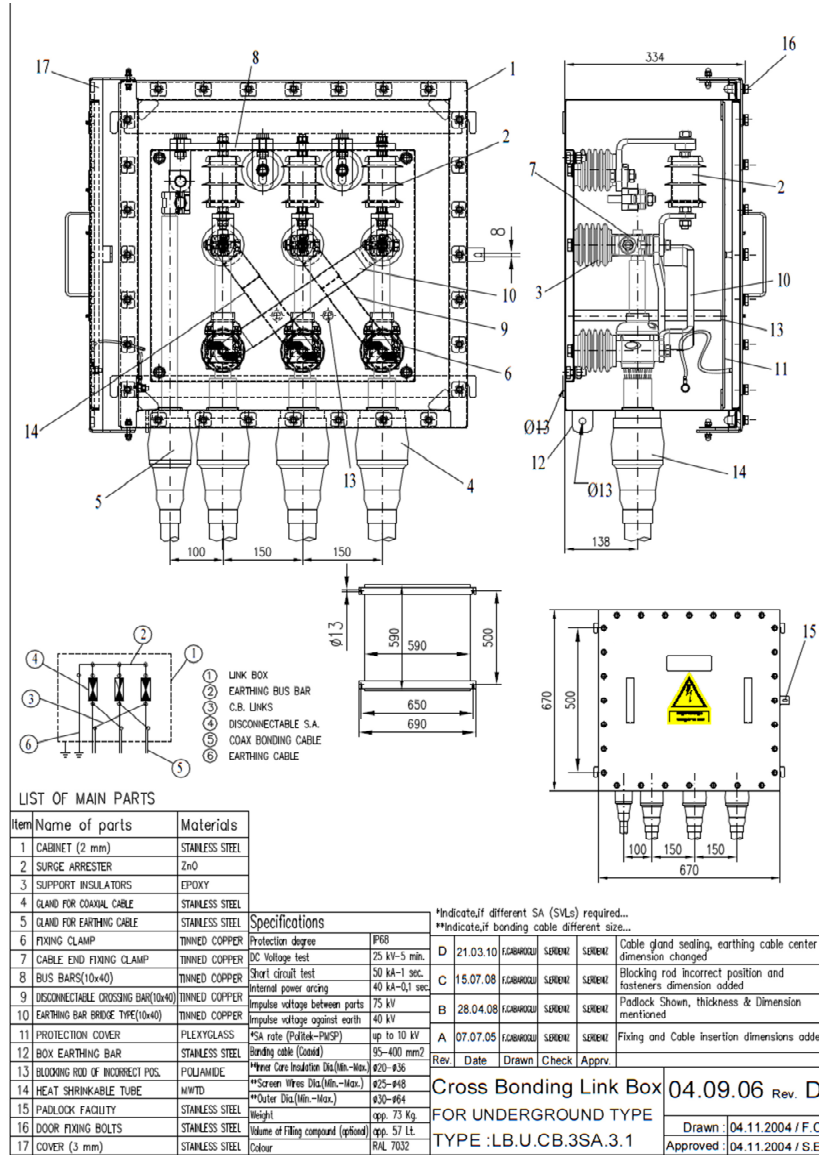 17
8
1
2
8
10
9
6
14
5
13
4
100
150
150
334
16
7
2
3
10
13
11
Ø13
12
Ø13
14
138
Ø13
590
590
500
650
690
15
670
500
100
150
150
670
2
4
1
3
6
5
1 LINK BOX
2 EARTHING BUS BAR
3 C.B. LINKS
4 DISCONNECTABLE S.A.
5 COAX BONDING CABLE
6 EARTHING CABLE
LIST OF MAIN PARTS
Item Name of parts Materials
1 CABINET (2 mm) STAINLESS STEEL
2 SURGE ARRESTER ZnO
3 SUPPORT INSULATORS EPOXY
4 GLAND FOR COAXIAL CABLE STAINLESS STEEL
5 GLAND FOR EARTHING CABLE STAINLESS STEEL
6 FIXING CLAMP TINNED COPPER
7 CABLE END FIXING CLAMP TINNED COPPER
8 BUS BARS(10x40) TINNED COPPER
9 DISCONNECTABLE CROSSING BAR(10x40) TINNED COPPER
10 EARTHING BAR BRIDGE TYPE(10x40) TINNED COPPER
11 PROTECTION COVER PLEXYGLASS
12 BOX EARTHING BAR STAINLESS STEEL
13 BLOCKING ROD OF INCORRECT POS. POLIAMIDE
14 HEAT SHRINKABLE TUBE MWTD
15 PADLOCK FACILITY STAINLESS STEEL
16 DOOR FIXING BOLTS STAINLESS STEEL
17 COVER (3 mm) STAINLESS STEEL
Specifications
Protection degree IP68
DC Voltage test 25 kV-5 min.
Short circuit test 50 kA-1 sec.
Internal power arcing 40 kA-0,1 sec.
Impulse voltage between parts 75 kV
Impulse voltage against earth 40 kV
*SA rate (Politek-PMSP) up to 10 kV
Bonding cable (Coaxial) 95-400 mm2
**Inner Core Insulation Dia.(Min.-Max.) ø20-ø36
**Screen Wires Dia.(Min.-Max.) ø25-ø48
**Outer Dia.(Min.-Max.) ø30-ø64
Weight app. 73 Kg.
Volume of Filling compound (optional) app. 57 Lt.
Colour RAL 7032
*Indicate,if different SA (SVLs) required...
**Indicate,if bonding cable different size...
D 21.03.10 Cable gland sealing, earthing cable center dimension changed
C 15.07.08 Blocking rod incorrect position and fasteners dimension added
B 28.04.08 Padlock Shown, thickness & Dimension mentioned
A 07.07.05 Fixing and Cable insertion dimensions adde
Rev. Date Drawn Check Apprv.
Cross Bonding Link Box
FOR UNDERGROUND TYPE
TYPE :LB.U.CB.3SA.3.1
04.09.06 Rev. D
Drawn : 04.11.2004 / F.C
Approved : 04.11.2004 / S.E